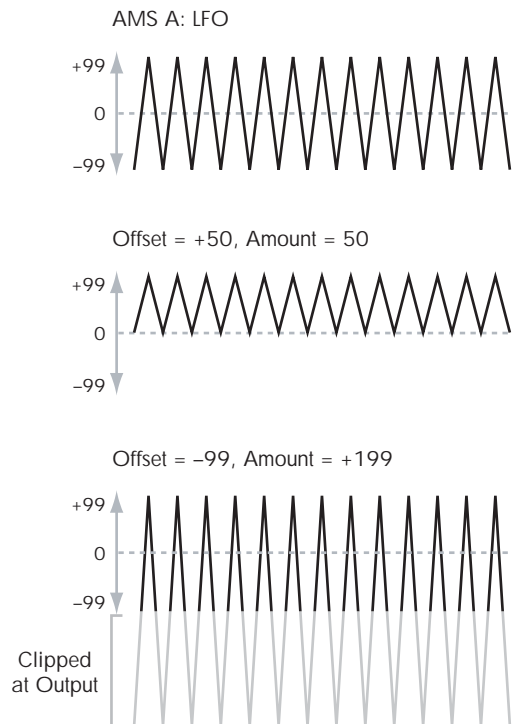 AMS A: LFO
+99
0
–99
Offset = +50, Amount = 50
+99
0
–99
Offset = –99, Amount = +199
+99
0
–99
Clipped
at Output